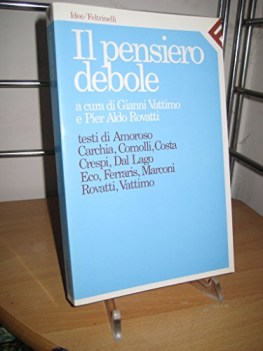 Idee/Feltrinelli
Il pensiero
debole
a cura di Gianni Vattimo
e Pier Aldo Rovatti
testi di Amoroso
Carchia, Comolli, Costa
Crespi, Dal Lago
Eco, Ferraris, Marconi
Rovatti, Vattimo